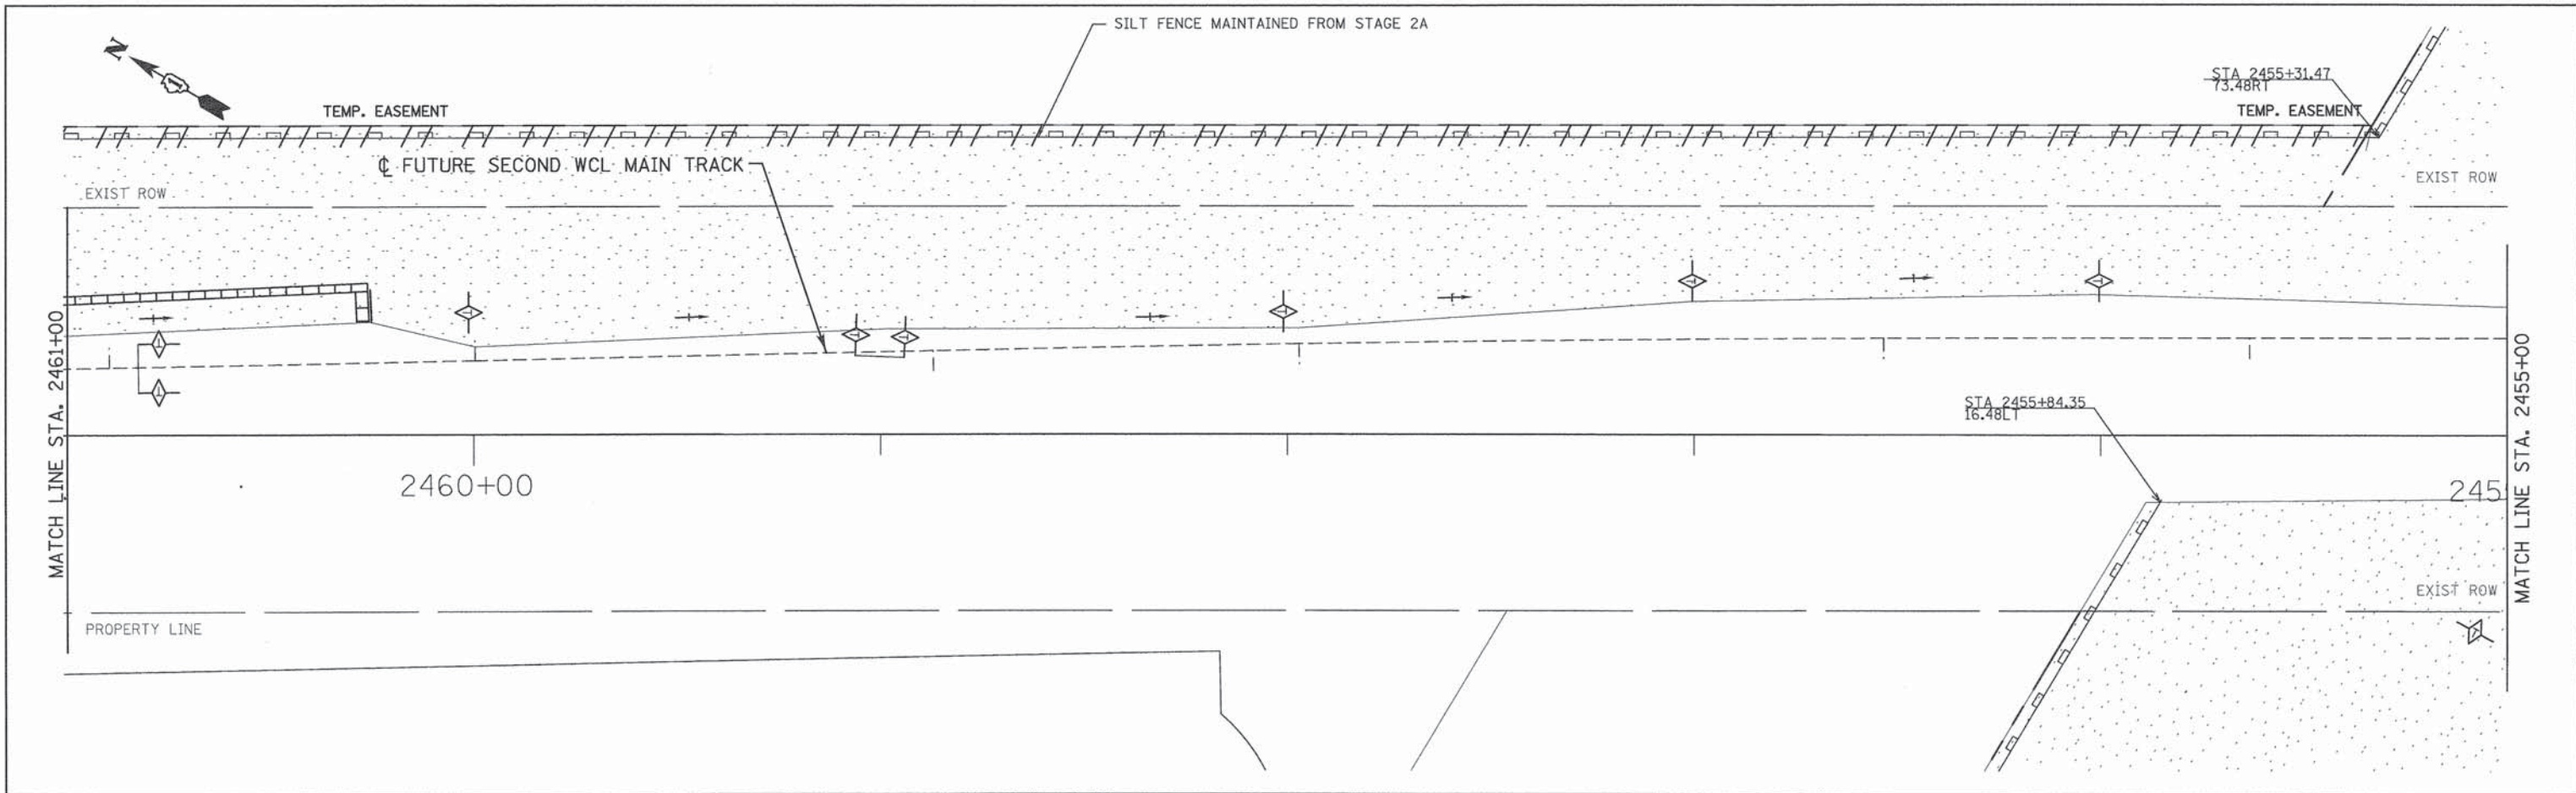 SILT FENCE MAINTAINED FROM STAGE 2A
N
1
STA 2455+31.47
73.48RT
TEMP. EASEMENT
TEMP. EASEMENT
℄ FUTURE SECOND WCL MAIN TRACK
EXIST ROW
EXIST ROW
MATCH LINE STA. 2461+00
MATCH LINE STA. 2455+00
STA 2455+84.35
16.48LT
2460+00
245
EXIST ROW
PROPERTY LINE